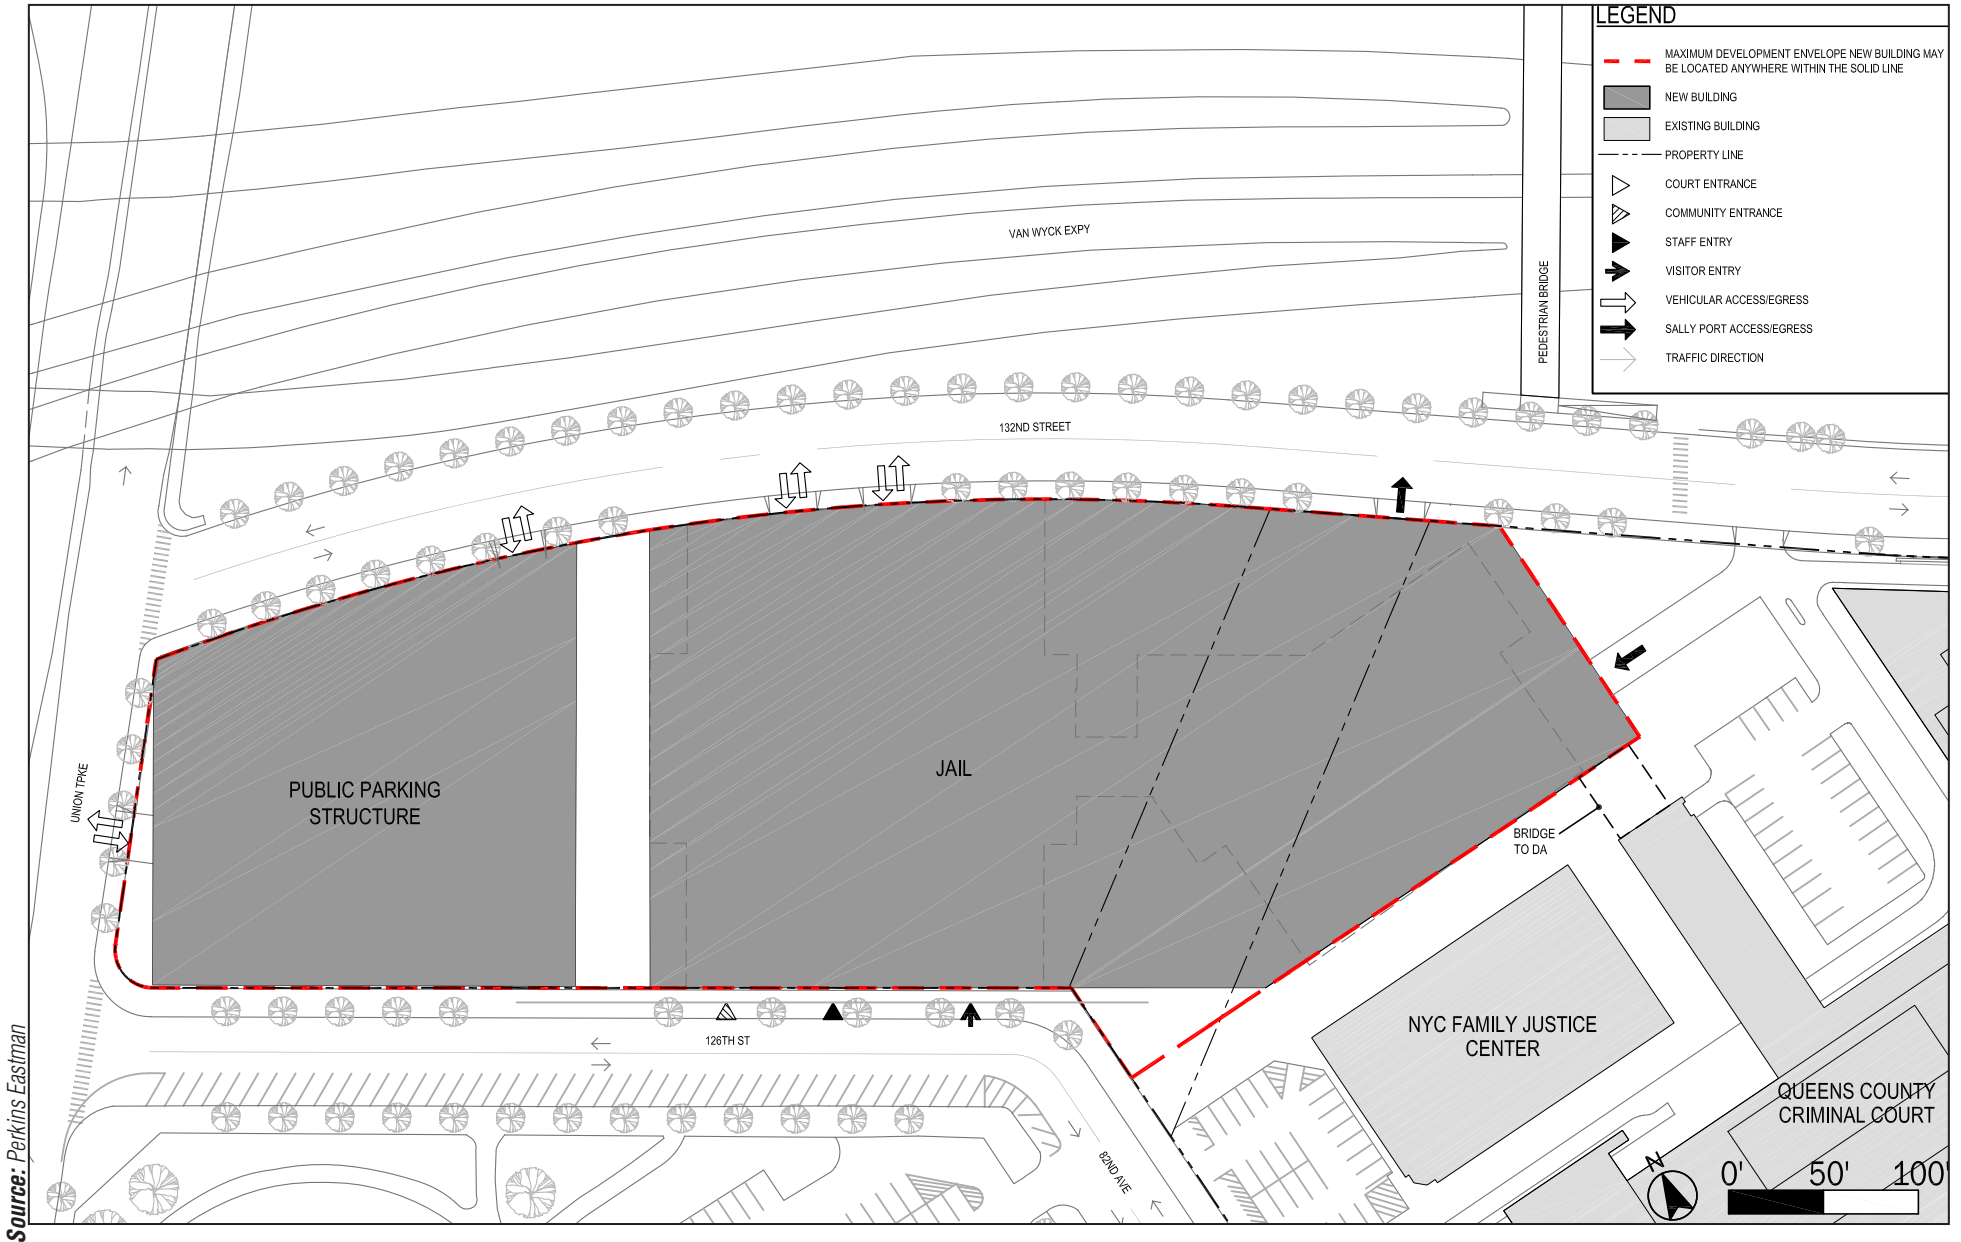 LEGEND
MAXIMUM DEVELOPMENT ENVELOPE NEW BUILDING MAY
BE LOCATED ANYWHERE WITHIN THE SOLID LINE
NEW BUILDING
EXISTING BUILDING
PROPERTY LINE
COURT ENTRANCE
COMMUNITY ENTRANCE
STAFF ENTRY
VISITOR ENTRY
VEHICULAR ACCESS/EGRESS
SALLY PORT ACCESS/EGRESS
TRAFFIC DIRECTION
VAN WYCK EXPY
PEDESTRIAN BRIDGE
132ND STREET
PUBLIC PARKING
STRUCTURE
JAIL
UNION TPKE
BRIDGE
TO DA
126TH ST
NYC FAMILY JUSTICE
CENTER
QUEENS COUNTY
CRIMINAL COURT
82ND AVE
N
0' 50' 100'
Source: Perkins Eastman